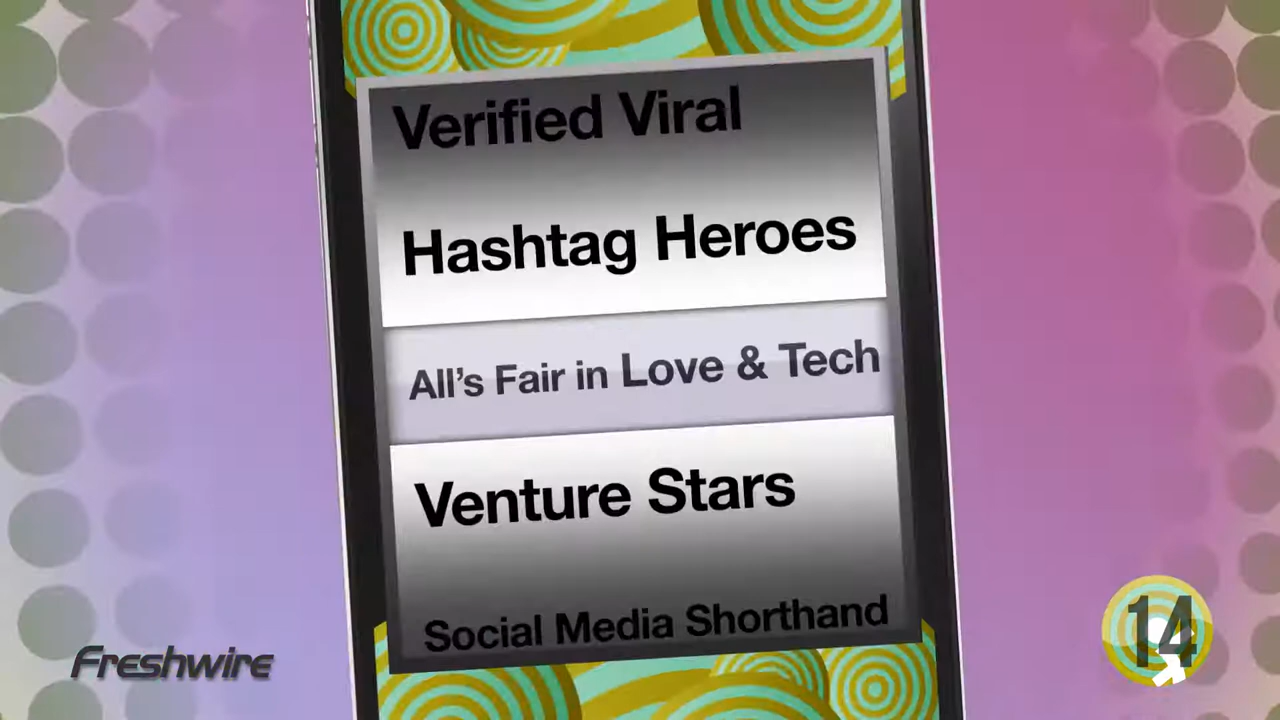 Verified Viral
Hashtag Heroes
All's Fair in Love & Tech
Venture Stars
Social Media Shorthand
Freshwire
14